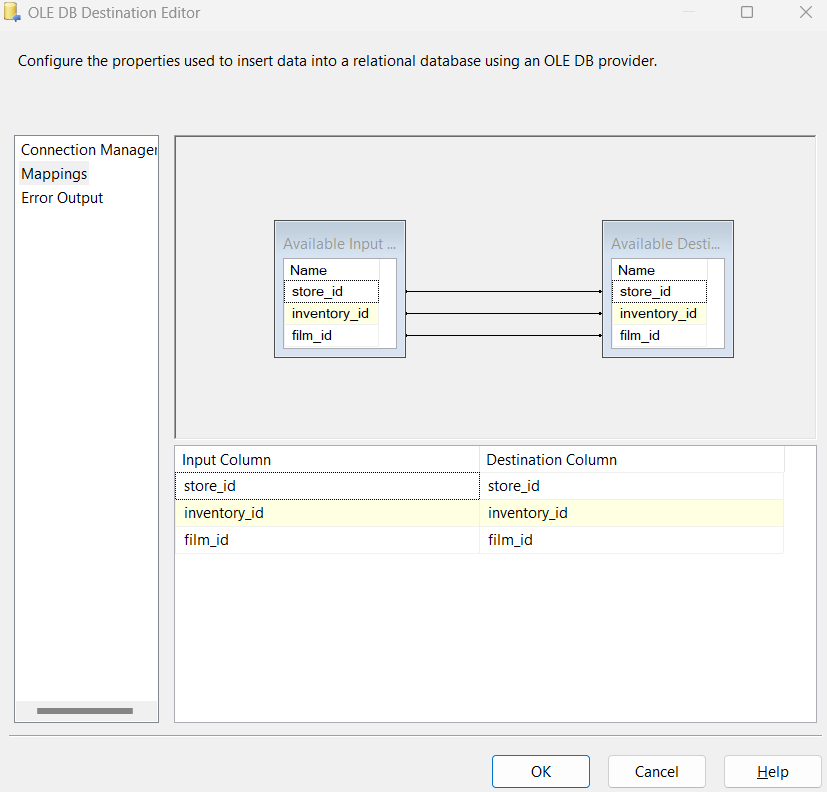 OLE DB Destination Editor
Configure the properties used to insert data into a relational database using an OLE DB provider.
Connection Manager
Mappings
Error Output
Available Input ...
Name
store_id
inventory_id
film_id
Available Desti...
Name
store_id
inventory_id
film_id
Input Column Destination Column
store_id store_id
inventory_id inventory_id
film_id film_id
OK Cancel Help